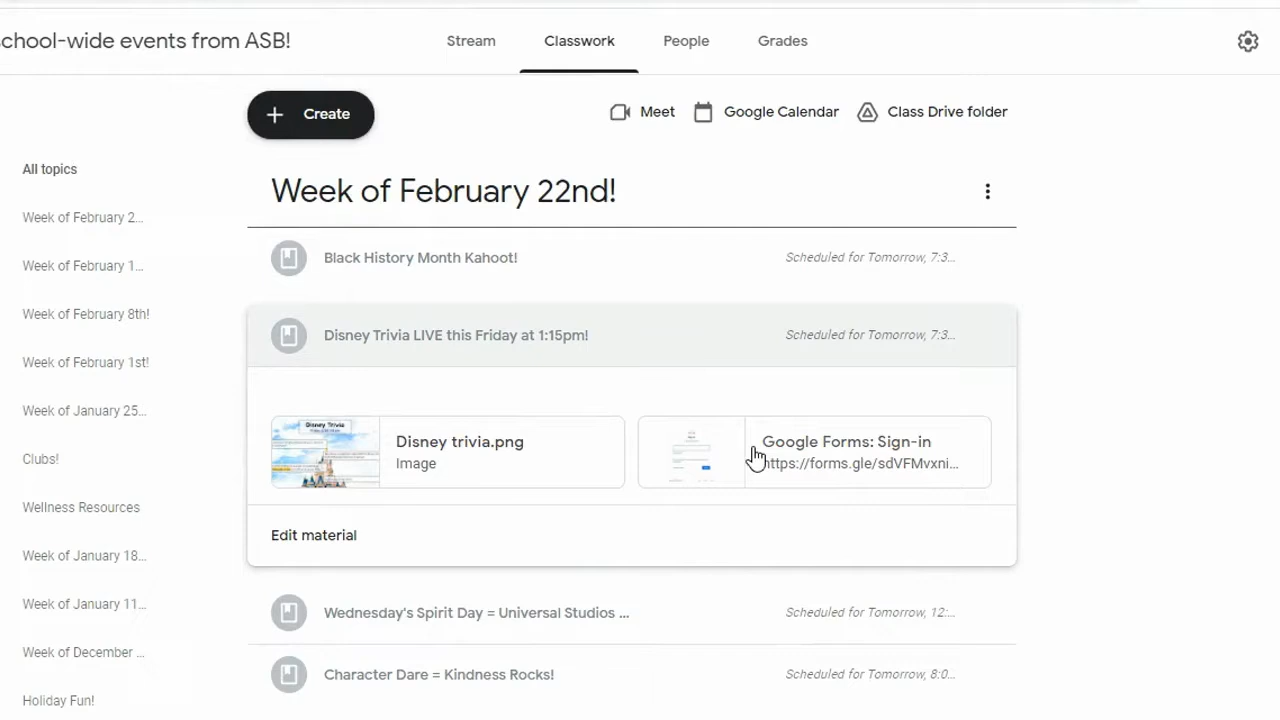 school-wide events from ASB!
Stream
Classwork
People
Grades
Create
Meet
Google Calendar
Class Drive folder
All topics
Week of February 2...
Week of February 1...
Week of February 8th!
Week of February 1st!
Week of January 25...
Clubs!
Wellness Resources
Week of January 18...
Week of January 11...
Week of December ...
Holiday Fun!
Week of February 22nd!
Black History Month Kahoot!
Scheduled for Tomorrow, 7:3...
Disney Trivia LIVE this Friday at 1:15pm!
Scheduled for Tomorrow, 7:3...
Disney Trivia
Disney trivia.png
Image
Google Forms: Sign-in
https://forms.gle/sdVFMvxni...
Edit material
Wednesday's Spirit Day = Universal Studios ...
Scheduled for Tomorrow, 12:...
Character Dare = Kindness Rocks!
Scheduled for Tomorrow, 8:0...